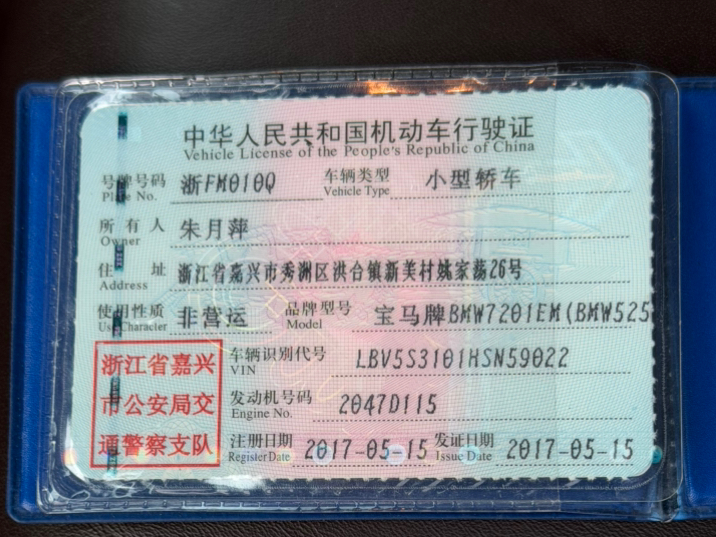 中华人民共和国机动车行驶证
Vehicle License of the People's Republic of China
号牌号码 浙FM010Q 车辆类型 小型轿车
Plate No. Vehicle Type
所有人 朱月萍
Owner
住址 浙江省嘉兴市秀洲区洪合镇新美村姚家荡26号
Address
使用性质 非营运 品牌型号 宝马牌BMW7201EM(BMW525
Use Character Model
浙江省嘉兴 车辆识别代号 LBV5S3101HSN59022
VIN
市公安局交 发动机号码 2047D115
Engine No.
通警察支队 注册日期 2017-05-15 发证日期 2017-05-15
Register Date Issue Date